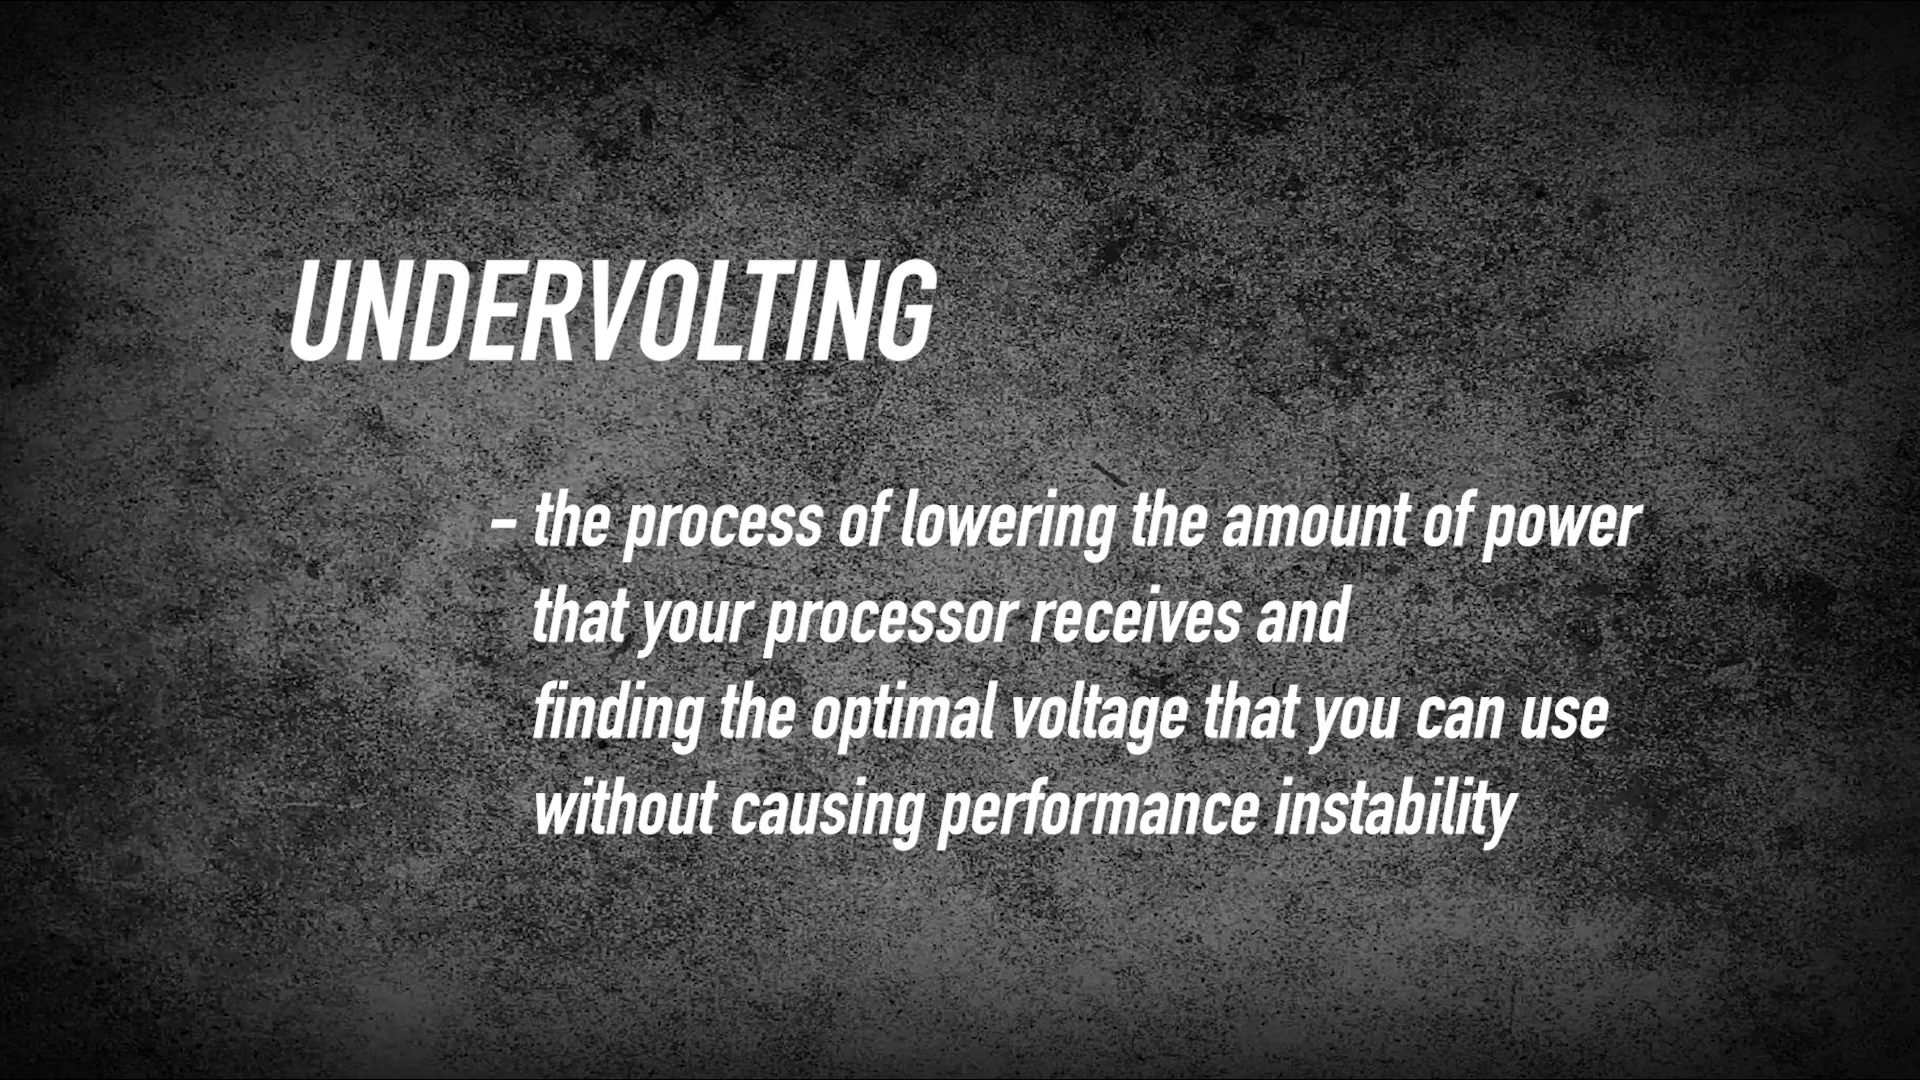 UNDERVOLTING
- the process of lowering the amount of power
that your processor receives and
finding the optimal voltage that you can use
without causing performance instability